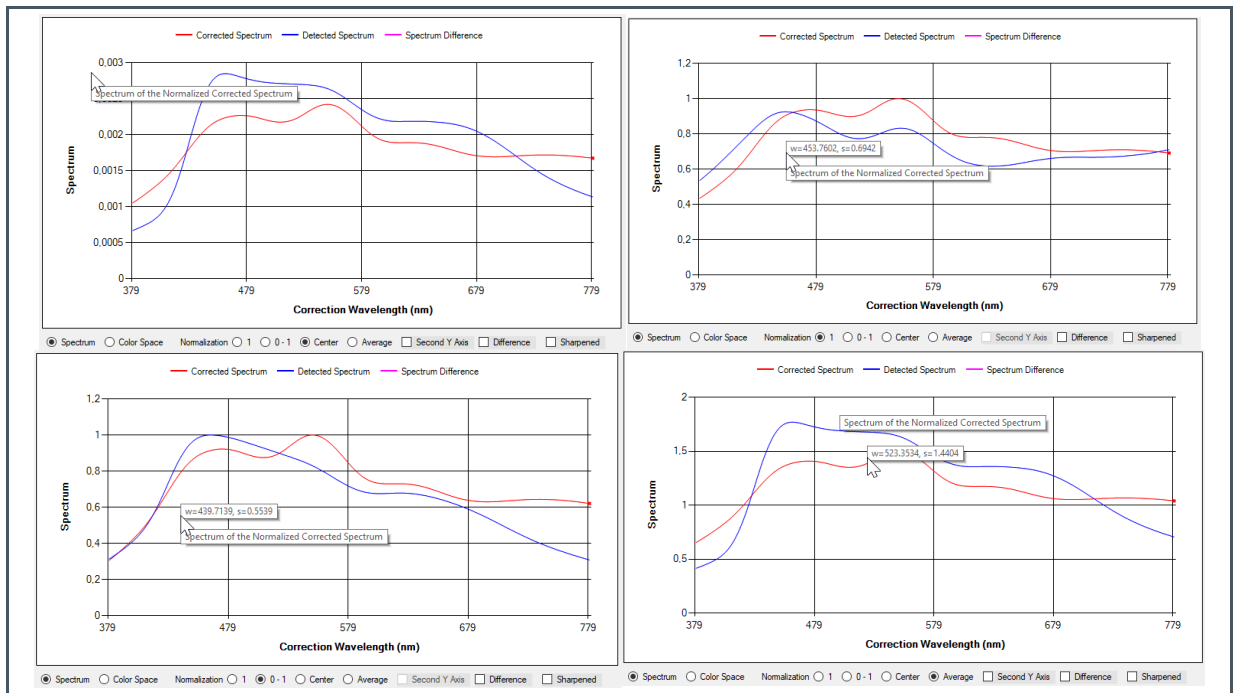 Corrected Spectrum Detected Spectrum Spectrum Difference
0,003
Spectrum of the Normalized Corrected Spectrum
0,002
0,0015
0,001
0,0005
0
Spectrum
379 479 579 679 779
Correction Wavelength (nm)
Spectrum Color Space Nomalization 1 0 - 1 Center Average Second Y Axis Difference Sharpened
Corrected Spectrum Detected Spectrum Spectrum Difference
1,2
1
0,8
w=453.7602, s=0.6942
Spectrum of the Normalized Corrected Spectrum
0,6
0,4
0,2
0
Spectrum
379 479 579 679 779
Correction Wavelength (nm)
Spectrum Color Space Nomalization 1 0 - 1 Center Average Second Y Axis Difference Sharpened
Corrected Spectrum Detected Spectrum Spectrum Difference
1,2
1
0,8
0,6
w=439.7139, s=0.5539
Spectrum of the Normalized Corrected Spectrum
0,4
0,2
0
Spectrum
379 479 579 679 779
Correction Wavelength (nm)
Spectrum Color Space Nomalization 1 0 - 1 Center Average Second Y Axis Difference Sharpened
Corrected Spectrum Detected Spectrum Spectrum Difference
2
Spectrum of the Normalized Corrected Spectrum
1,5
w=523.3534, s=1.4404
1
0,5
0
Spectrum
379 479 579 679 779
Correction Wavelength (nm)
Spectrum Color Space Nomalization 1 0 - 1 Center Average Second Y Axis Difference Sharpened